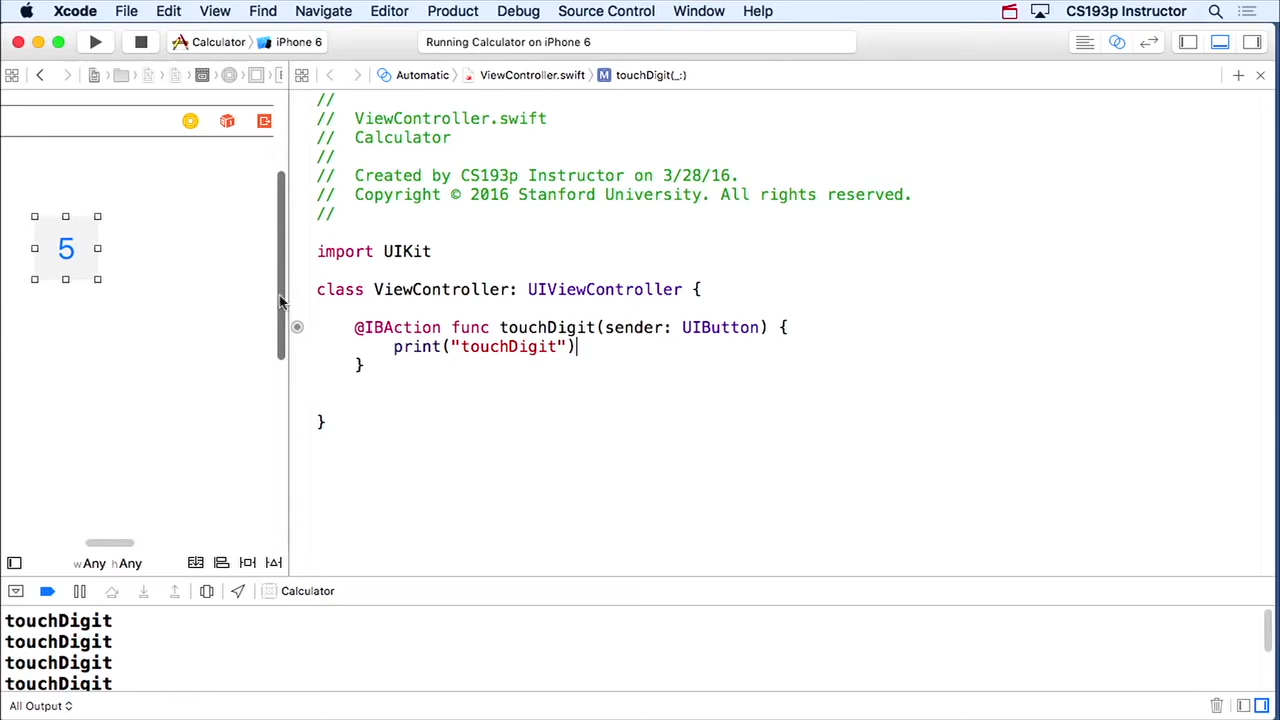 Xcode File Edit View Find Navigate Editor Product Debug Source Control Window Help CS193p Instructor
Calculator iPhone 6 Running Calculator on iPhone 6
Automatic ViewController.swift M touchDigit(_:)
//
// ViewController.swift
// Calculator
//
// Created by CS193p Instructor on 3/28/16.
// Copyright © 2016 Stanford University. All rights reserved.
//
import UIKit
class ViewController: UIViewController {
@IBAction func touchDigit(sender: UIButton) {
print("touchDigit")
}
}
5
wAny hAny
Calculator
touchDigit
touchDigit
touchDigit
touchDigit
All Output